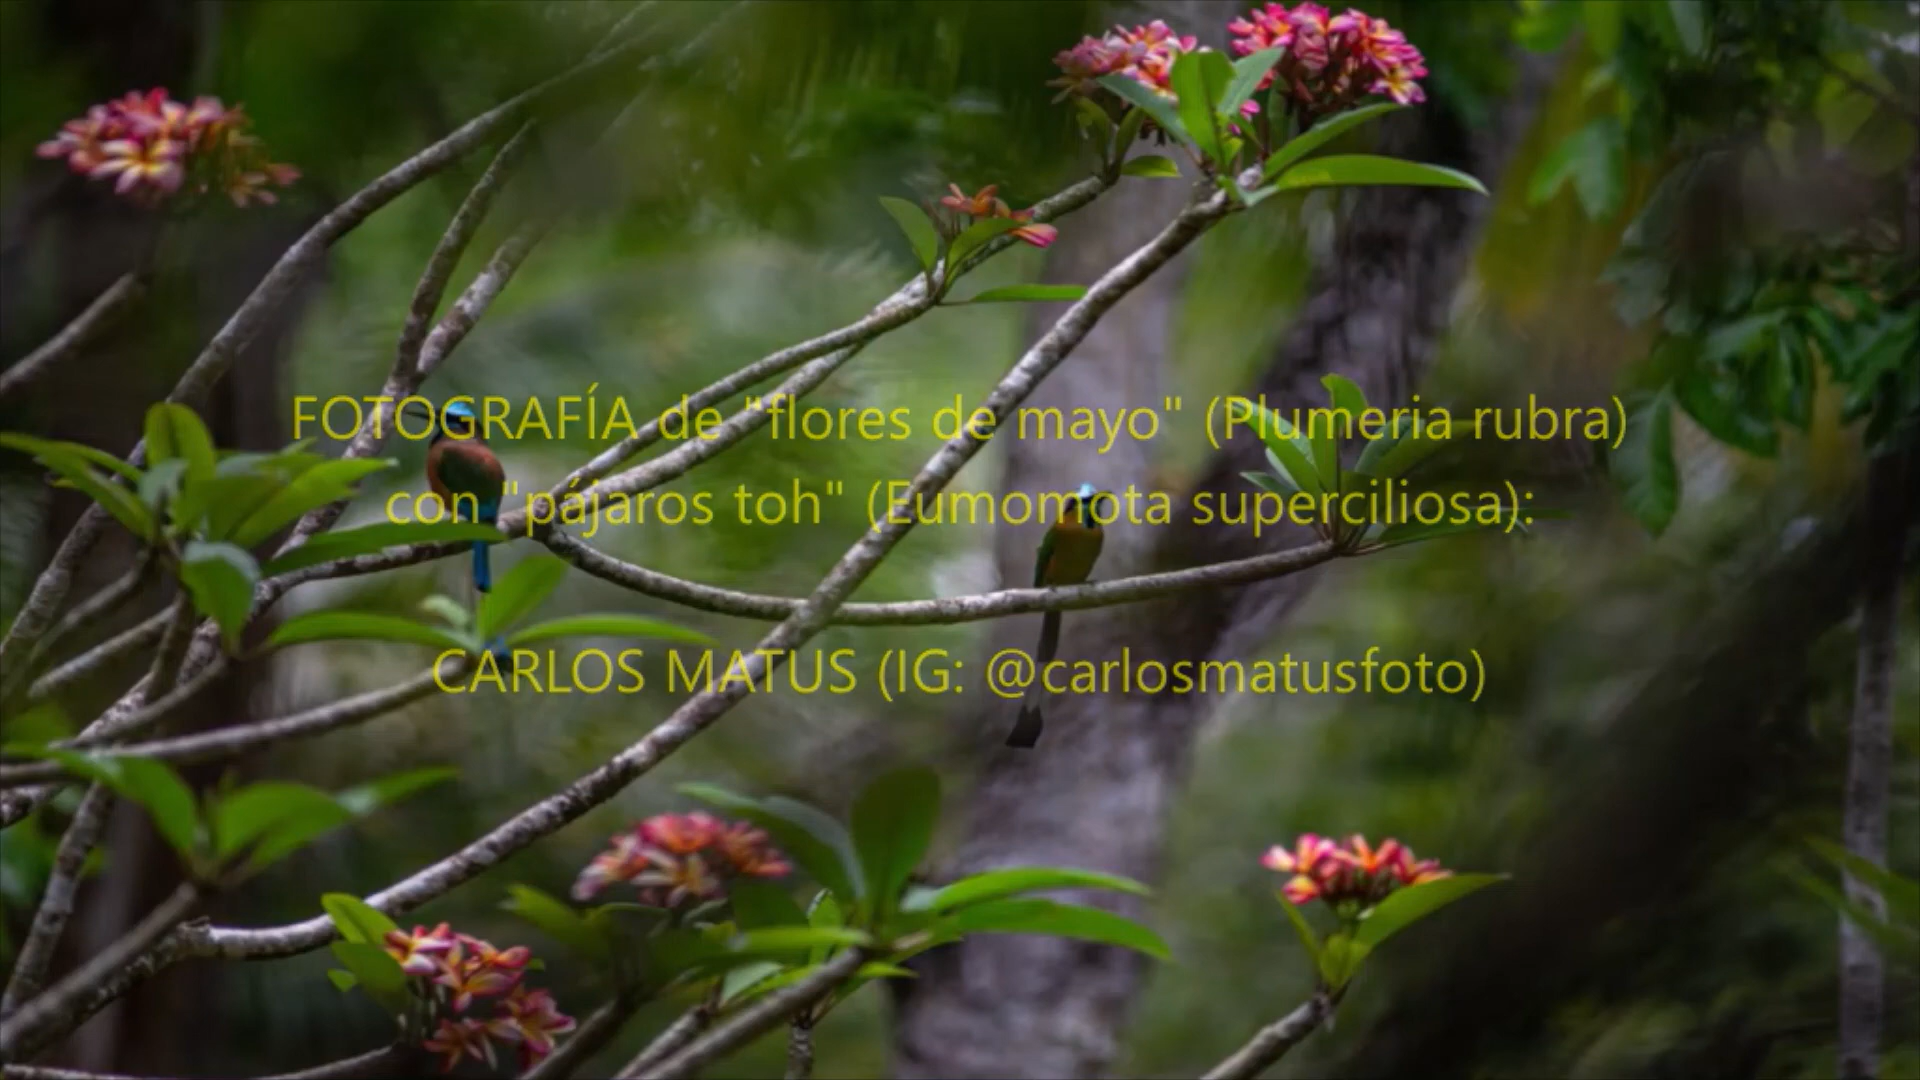 FOTOGRAFÍA de "flores de mayo" (Plumeria rubra)
con "pájaros toh" (Eumomota superciliosa):
CARLOS MATUS (IG: @carlosmatusfoto)